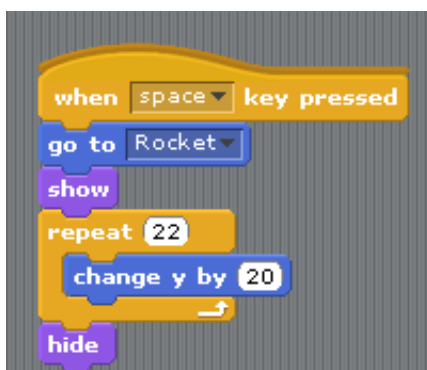 when space key pressed
go to Rocket
show
repeat 22
change y by 20
hide